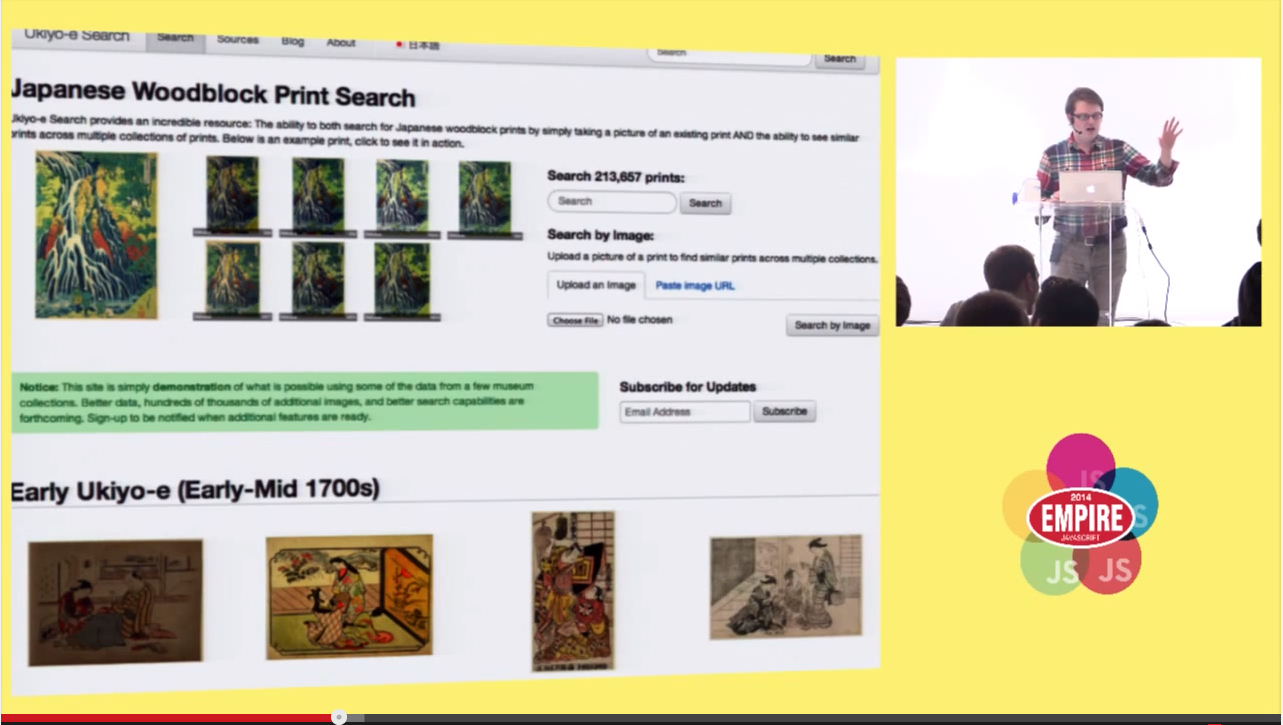 Ukiyo-e Search
Search
Sources
Blog
About
日本語
Search
Search
Japanese Woodblock Print Search
Ukiyo-e Search provides an incredible resource: The ability to both search for Japanese woodblock prints by simply taking a picture of an existing print AND the ability to see similar
prints across multiple collections of prints. Below is an example print, click to see it in action.
Search 213,657 prints:
Search
Search
Search by Image:
Upload a picture of a print to find similar prints across multiple collections.
Upload an Image
Paste image URL
Choose File No file chosen
Search by Image
Notice: This site is simply demonstration of what is possible using some of the data from a few museum
collections. Better data, hundreds of thousands of additional images, and better search capabilities are
forthcoming. Sign-up to be notified when additional features are ready.
Subscribe for Updates
Email Address
Subscribe
Early Ukiyo-e (Early-Mid 1700s)
JS
2014
EMPIRE
JAVASCRIPT
JS
JS
JS